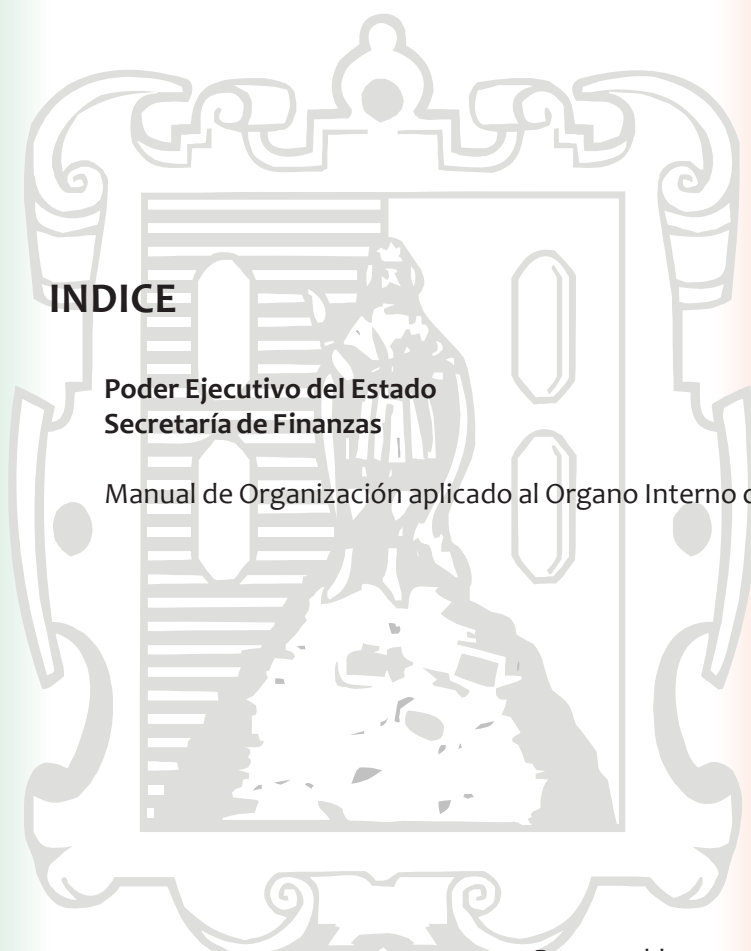 INDICE
Poder Ejecutivo del Estado
Secretaría de Finanzas
Manual de Organización aplicado al Organo Interno